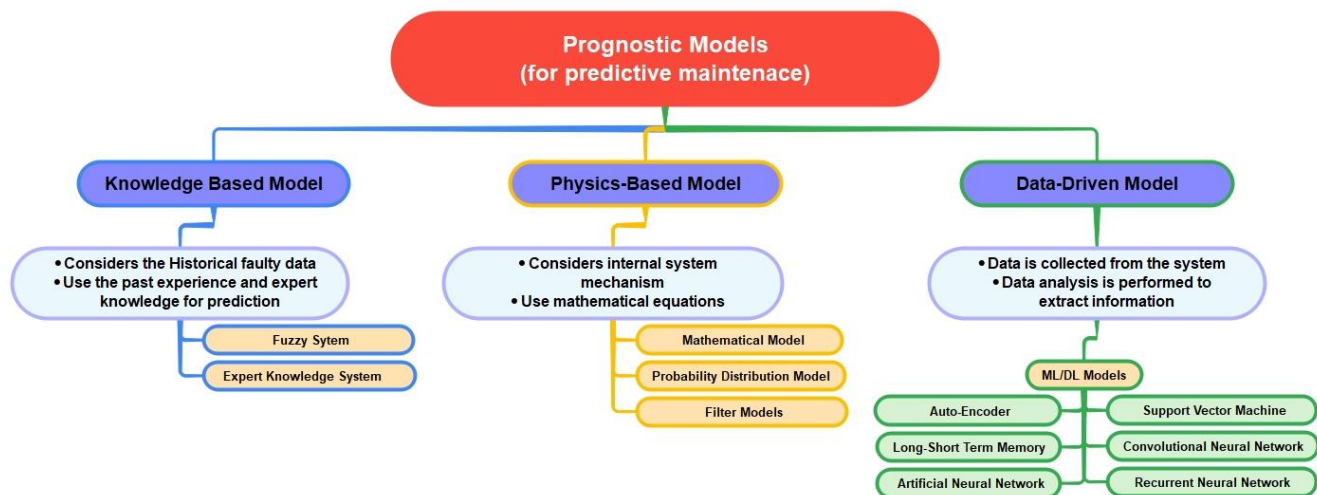 Prognostic Models
(for predictive maintenace)
Knowledge Based Model
Physics-Based Model
Data-Driven Model
• Considers the Historical faulty data
• Use the past experience and expert
knowledge for prediction
• Considers internal system
mechanism
• Use mathematical equations
• Data is collected from the system
• Data analysis is performed to
extract information
Fuzzy Sytem
Expert Knowledge System
Mathematical Model
Probability Distribution Model
Filter Models
ML/DL Models
Auto-Encoder
Support Vector Machine
Long-Short Term Memory
Convolutional Neural Network
Artificial Neural Network
Recurrent Neural Network